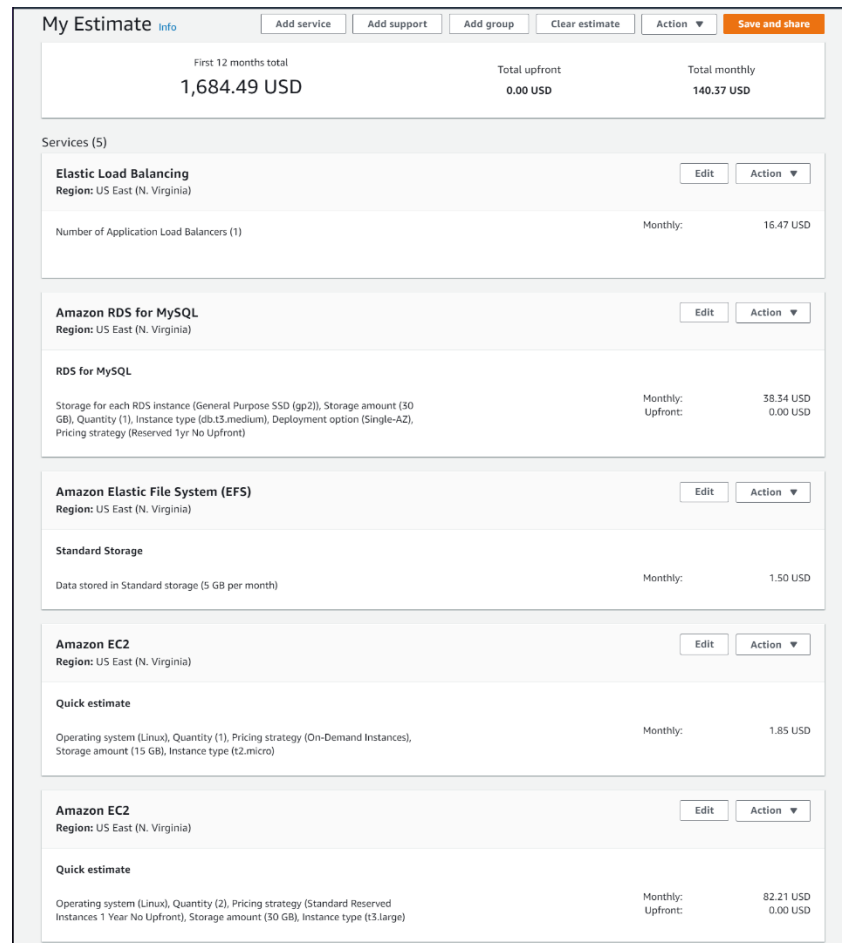 My Estimate Info
Add service
Add support
Add group
Clear estimate
Action ▼
Save and share
First 12 months total
1,684.49 USD
Total upfront
0.00 USD
Total monthly
140.37 USD
Services (5)
Elastic Load Balancing
Region: US East (N. Virginia)
Edit
Action ▼
Number of Application Load Balancers (1)
Monthly: 16.47 USD
Amazon RDS for MySQL
Region: US East (N. Virginia)
Edit
Action ▼
RDS for MySQL
Storage for each RDS instance (General Purpose SSD (gp2)), Storage amount (30
GB), Quantity (1), Instance type (db.t3.medium), Deployment option (Single-AZ),
Pricing strategy (Reserved 1yr No Upfront)
Monthly: 38.34 USD
Upfront: 0.00 USD
Amazon Elastic File System (EFS)
Region: US East (N. Virginia)
Edit
Action ▼
Standard Storage
Data stored in Standard storage (5 GB per month)
Monthly: 1.50 USD
Amazon EC2
Region: US East (N. Virginia)
Edit
Action ▼
Quick estimate
Operating system (Linux), Quantity (1), Pricing strategy (On-Demand Instances),
Storage amount (15 GB), Instance type (t2.micro)
Monthly: 1.85 USD
Amazon EC2
Region: US East (N. Virginia)
Edit
Action ▼
Quick estimate
Operating system (Linux), Quantity (2), Pricing strategy (Standard Reserved
Instances 1 Year No Upfront), Storage amount (30 GB), Instance type (t3.large)
Monthly: 82.21 USD
Upfront: 0.00 USD